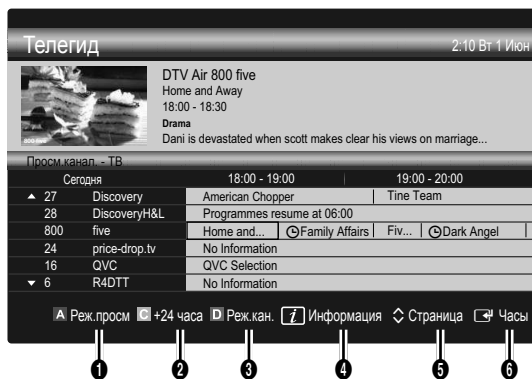 Телегид 2:10 Вт 1 Июн
DTV Air 800 five
Home and Away
18:00 - 18:30
Drama
Dani is devastated when scott makes clear his views on marriage...
800 five
Просм.канал. - ТВ
Сегодня 18:00 - 19:00 19:00 - 20:00
▲ 27 Discovery American Chopper Tine Team
28 DiscoveryH&L Programmes resume at 06:00
800 five Home and... Family Affairs Fiv... Dark Angel
24 price-drop.tv No Information
16 QVC QVC Selection
▼ 6 R4DTT No Information
A Реж.просм C +24 часа D Реж.кан. i Информация Страница Часы
1 2 3 4 5 6